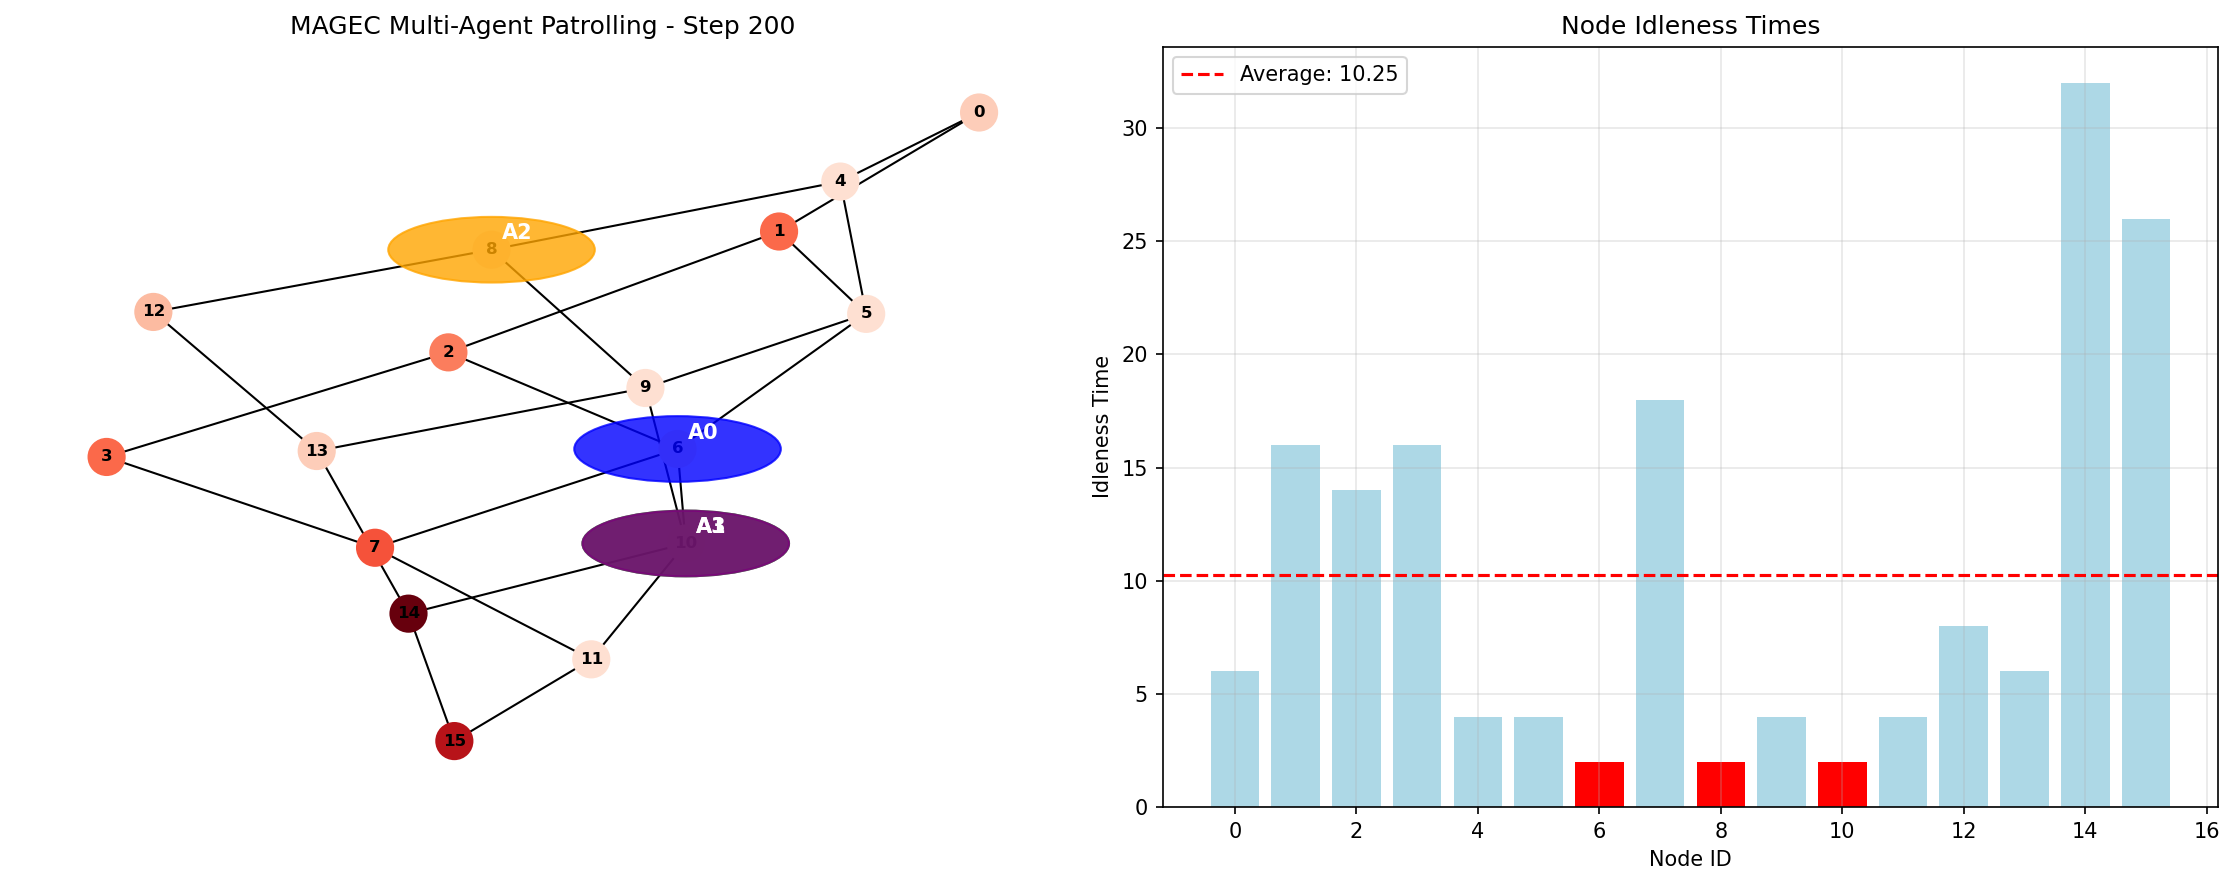 MAGEC Multi-Agent Patrolling - Step 200
0
4
1
A2
8
12
5
2
9
A0
6
13
3
10
7
14
11
15
Node Idleness Times
Average: 10.25
Idleness Time
30
25
20
15
10
5
0
0 2 4 6 8 10 12 14 16
Node ID